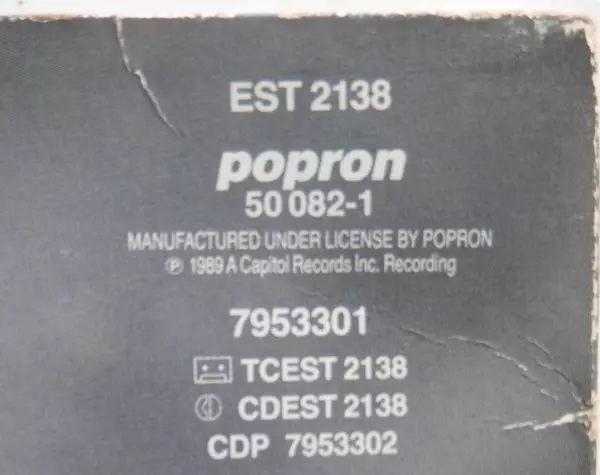 EST 2138
popron
50 082-1
MANUFACTURED UNDER LICENSE BY POPRON
℗ 1989 A Capitol Records Inc. Recording
7953301
TCEST 2138
CDEST 2138
CDP 7953302